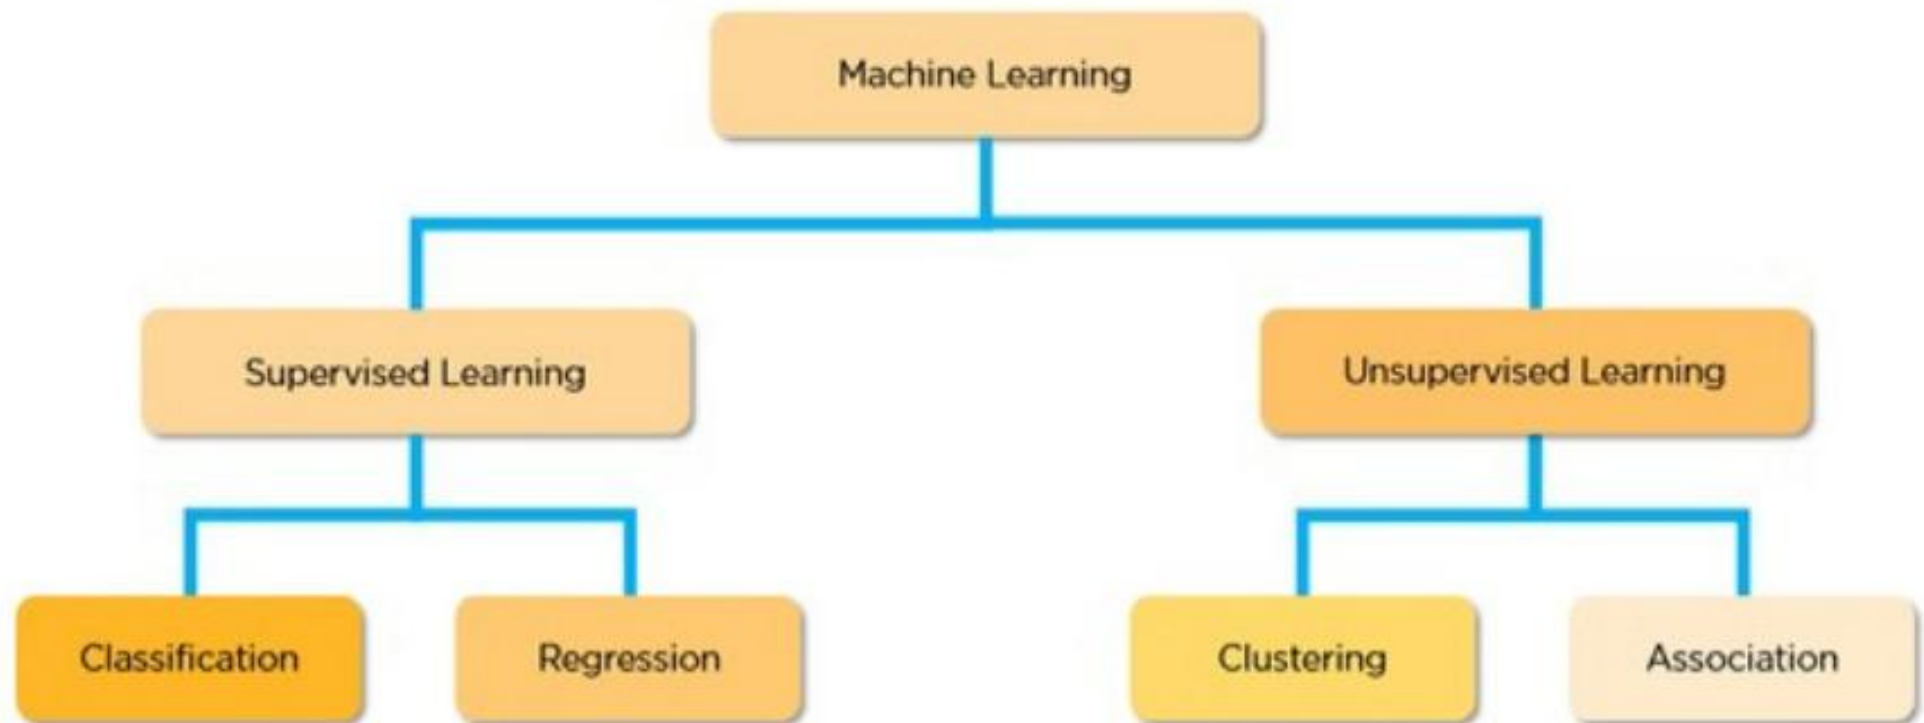 Machine Learning
Supervised Learning
Unsupervised Learning
Classification
Regression
Clustering
Association